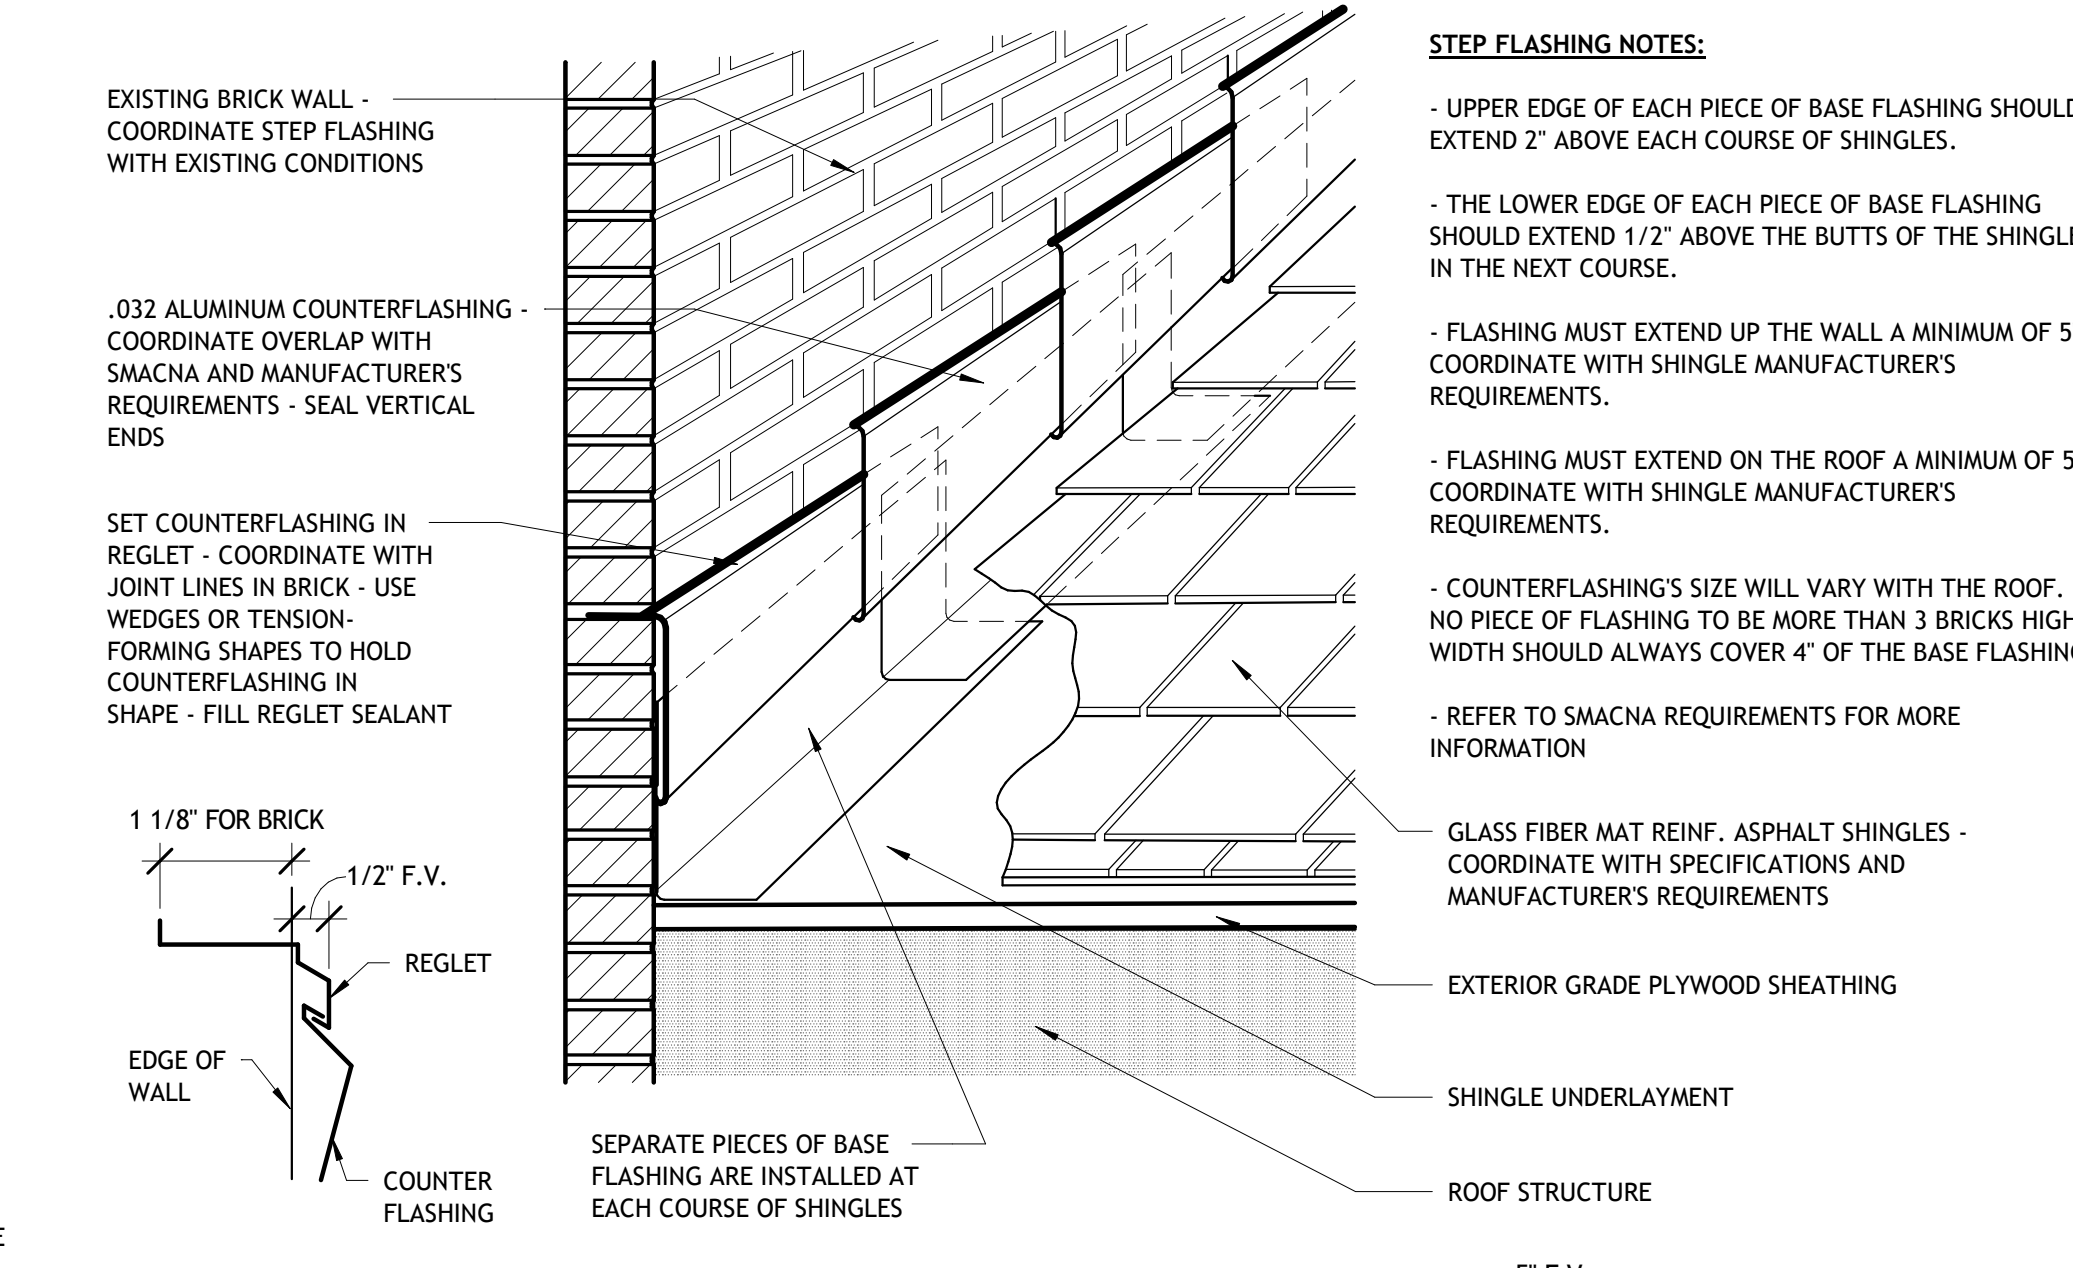 EXISTING BRICK WALL -
COORDINATE STEP FLASHING
WITH EXISTING CONDITIONS
.032 ALUMINUM COUNTERFLASHING -
COORDINATE OVERLAP WITH
SMACNA AND MANUFACTURER'S
REQUIREMENTS - SEAL VERTICAL
ENDS
SET COUNTERFLASHING IN
REGLET - COORDINATE WITH
JOINT LINES IN BRICK - USE
WEDGES OR TENSION-
FORMING SHAPES TO HOLD
COUNTERFLASHING IN
SHAPE - FILL REGLET SEALANT
1 1/8" FOR BRICK
1/2" F.V.
REGLET
EDGE OF
WALL
COUNTER
FLASHING
SEPARATE PIECES OF BASE
FLASHING ARE INSTALLED AT
EACH COURSE OF SHINGLES
STEP FLASHING NOTES:
- UPPER EDGE OF EACH PIECE OF BASE FLASHING SHOULD
EXTEND 2" ABOVE EACH COURSE OF SHINGLES.
- THE LOWER EDGE OF EACH PIECE OF BASE FLASHING
SHOULD EXTEND 1/2" ABOVE THE BUTTS OF THE SHINGLE
IN THE NEXT COURSE.
- FLASHING MUST EXTEND UP THE WALL A MINIMUM OF 5
COORDINATE WITH SHINGLE MANUFACTURER'S
REQUIREMENTS.
- FLASHING MUST EXTEND ON THE ROOF A MINIMUM OF 5
COORDINATE WITH SHINGLE MANUFACTURER'S
REQUIREMENTS.
- COUNTERFLASHING'S SIZE WILL VARY WITH THE ROOF.
NO PIECE OF FLASHING TO BE MORE THAN 3 BRICKS HIGH
WIDTH SHOULD ALWAYS COVER 4" OF THE BASE FLASHING
- REFER TO SMACNA REQUIREMENTS FOR MORE
INFORMATION
GLASS FIBER MAT REINF. ASPHALT SHINGLES -
COORDINATE WITH SPECIFICATIONS AND
MANUFACTURER'S REQUIREMENTS
EXTERIOR GRADE PLYWOOD SHEATHING
SHINGLE UNDERLAYMENT
ROOF STRUCTURE